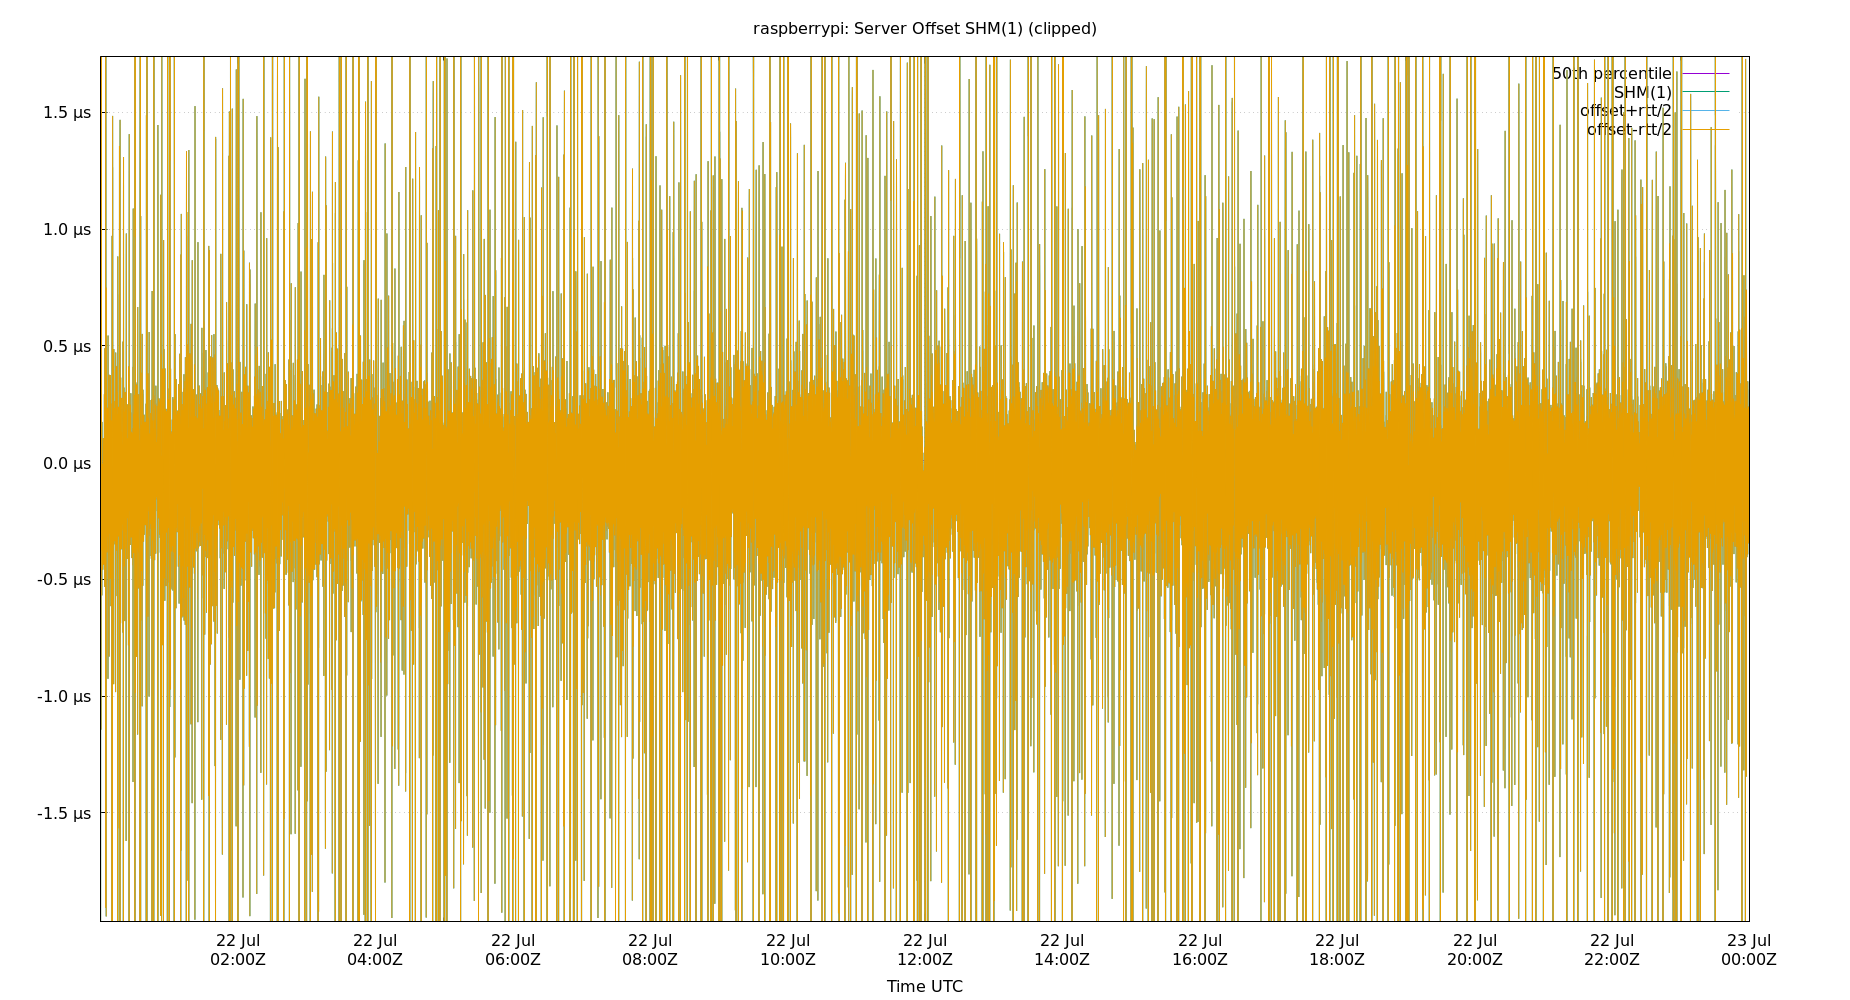 raspberrypi: Server Offset SHM(1) (clipped)
50th percentile
SHM(1)
offset+rtt/2
offset-rtt/2
1.5 µs
1.0 µs
0.5 µs
0.0 µs
-0.5 µs
-1.0 µs
-1.5 µs
22 Jul 22 Jul 22 Jul 22 Jul 22 Jul 22 Jul 22 Jul 22 Jul 22 Jul 22 Jul 22 Jul 23 Jul
02:00Z 04:00Z 06:00Z 08:00Z 10:00Z 12:00Z 14:00Z 16:00Z 18:00Z 20:00Z 22:00Z 00:00Z
Time UTC